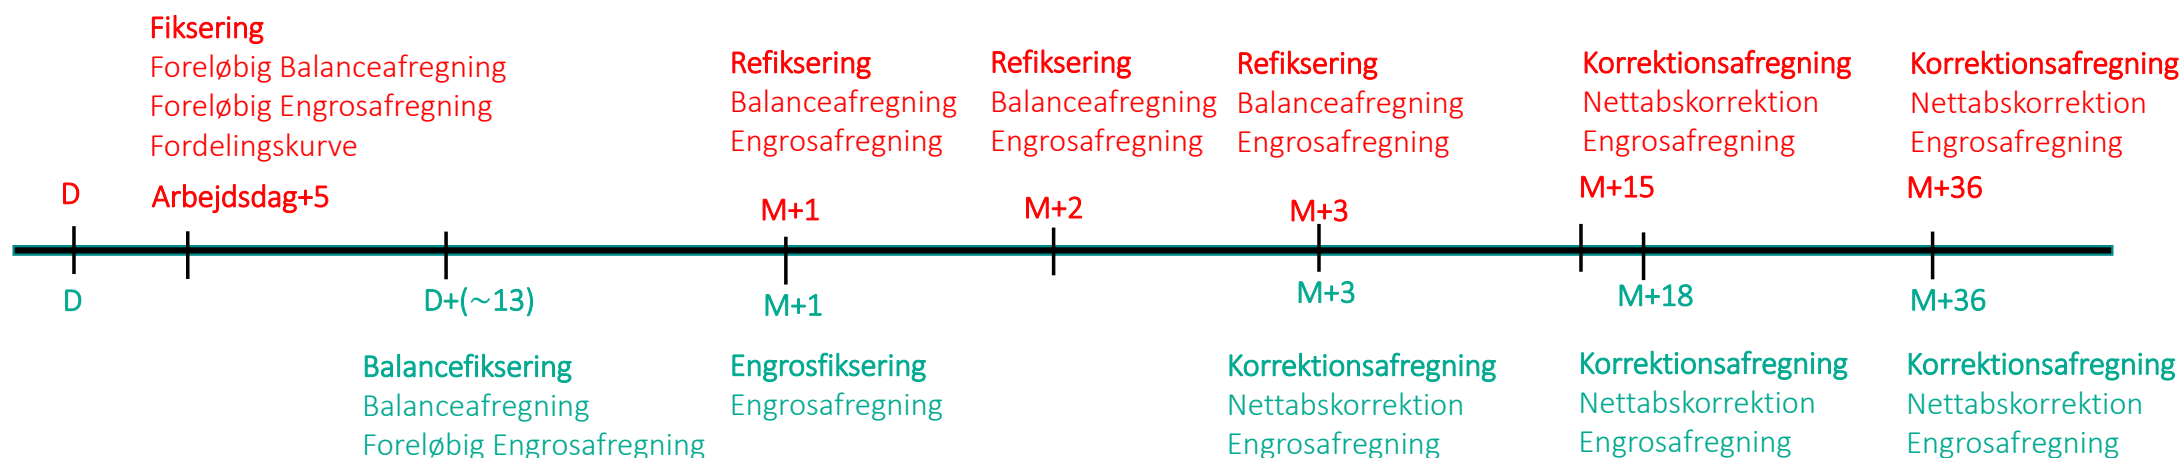 Fiksering
Foreløbig Balanceafregning
Foreløbig Engrosafregning
Fordelingskurve
Refiksering
Balanceafregning
Engrosafregning
Refiksering
Balanceafregning
Engrosafregning
Refiksering
Balanceafregning
Engrosafregning
Korrektionsafregning
Nettabskorrektion
Engrosafregning
Korrektionsafregning
Nettabskorrektion
Engrosafregning
D
Arbejdsdag+5
M+1
M+2
M+3
M+15
M+36
D
D+(~13)
M+1
M+3
M+18
M+36
Balancefiksering
Balanceafregning
Foreløbig Engrosafregning
Engrosfiksering
Engrosafregning
Korrektionsafregning
Nettabskorrektion
Engrosafregning
Korrektionsafregning
Nettabskorrektion
Engrosafregning
Korrektionsafregning
Nettabskorrektion
Engrosafregning